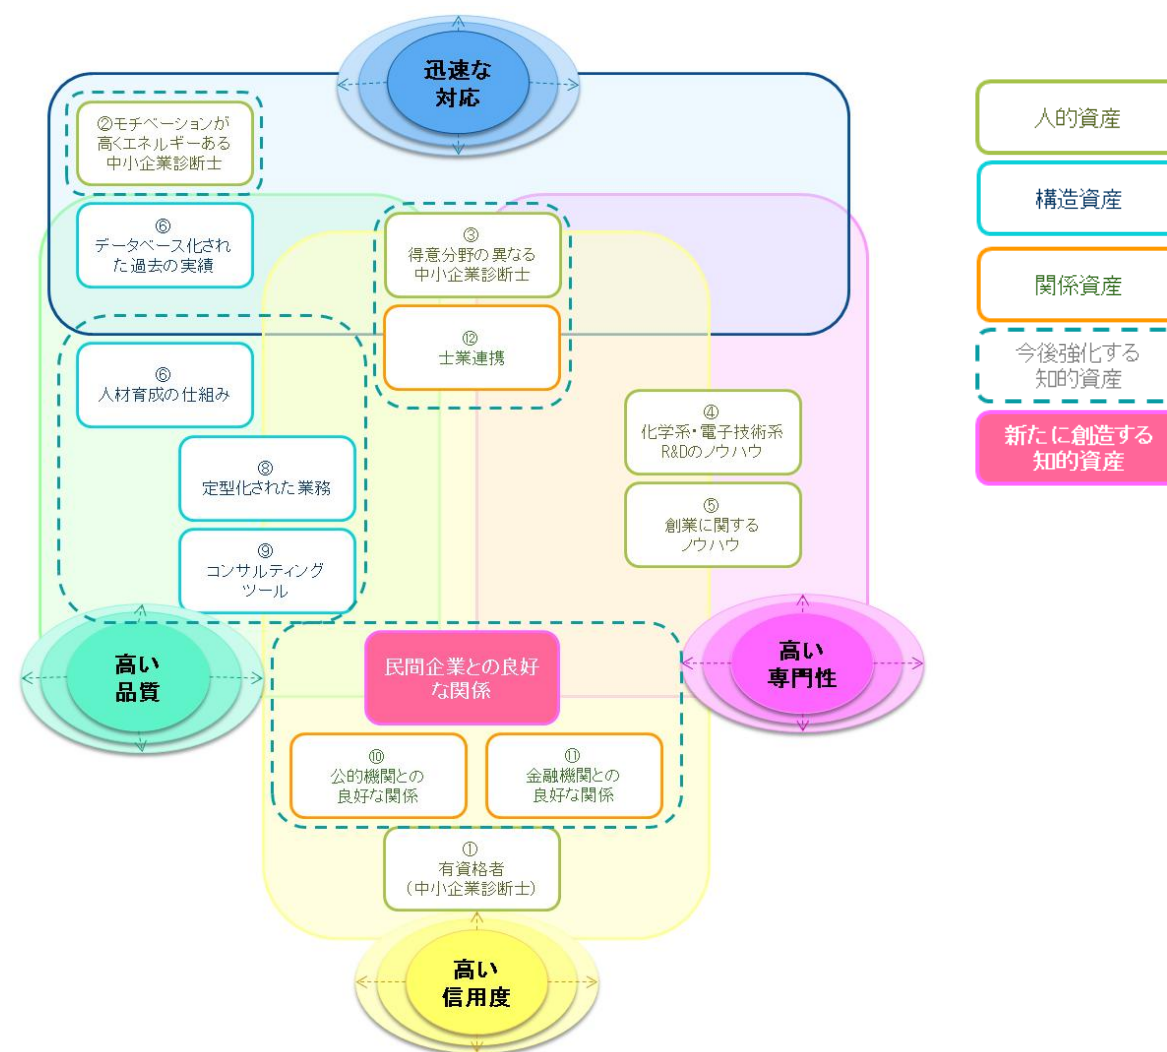 迅速な
対応
②モチベーションが
高くエネルギーある
中小企業診断士
⑥
データベース化され
た過去の実績
③
得意分野の異なる
中小企業診断士
⑫
士業連携
⑥
人材育成の仕組み
⑧
定型化された業務
⑨
コンサルティング
ツール
④
化学系・電子技術系
R&Dのノウハウ
⑤
創業に関する
ノウハウ
高い
品質
民間企業との良好
な関係
高い
専門性
⑩
公的機関との
良好な関係
⑪
金融機関との
良好な関係
①
有資格者
（中小企業診断士）
高い
信用度
人的資産
構造資産
関係資産
今後強化する
知的資産
新たに創造する
知的資産